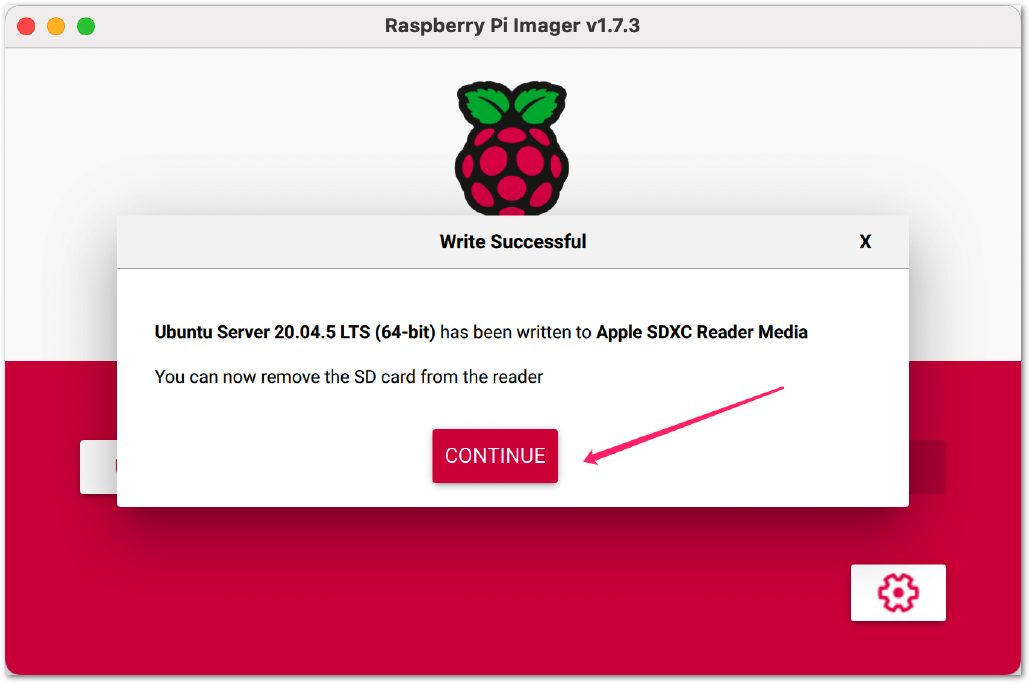 Raspberry Pi Imager v1.7.3
Write Successful
X
Ubuntu Server 20.04.5 LTS (64-bit) has been written to Apple SDXC Reader Media
You can now remove the SD card from the reader
CONTINUE